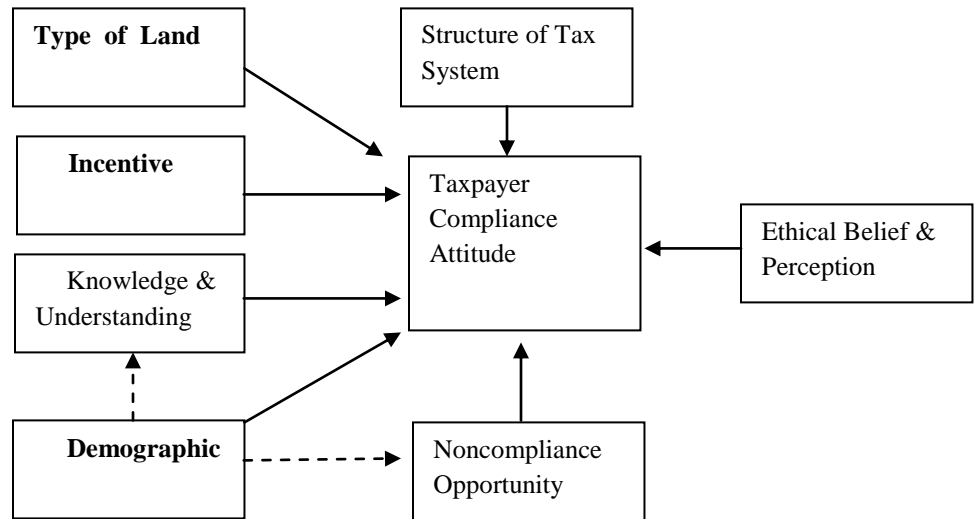 Type of Land
Structure of Tax
System
Incentive
Taxpayer
Compliance
Attitude
Ethical Belief &
Perception
Knowledge &
Understanding
Demographic
Noncompliance
Opportunity